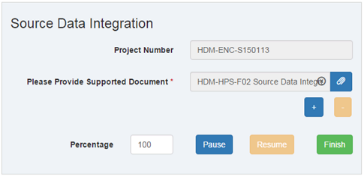 Source Data Integration
Project Number HDM-ENC-S150113
Please Provide Supported Document * HDM-HPS-F02 Source Data Integr
+ -
Percentage 100 Pause Resume Finish